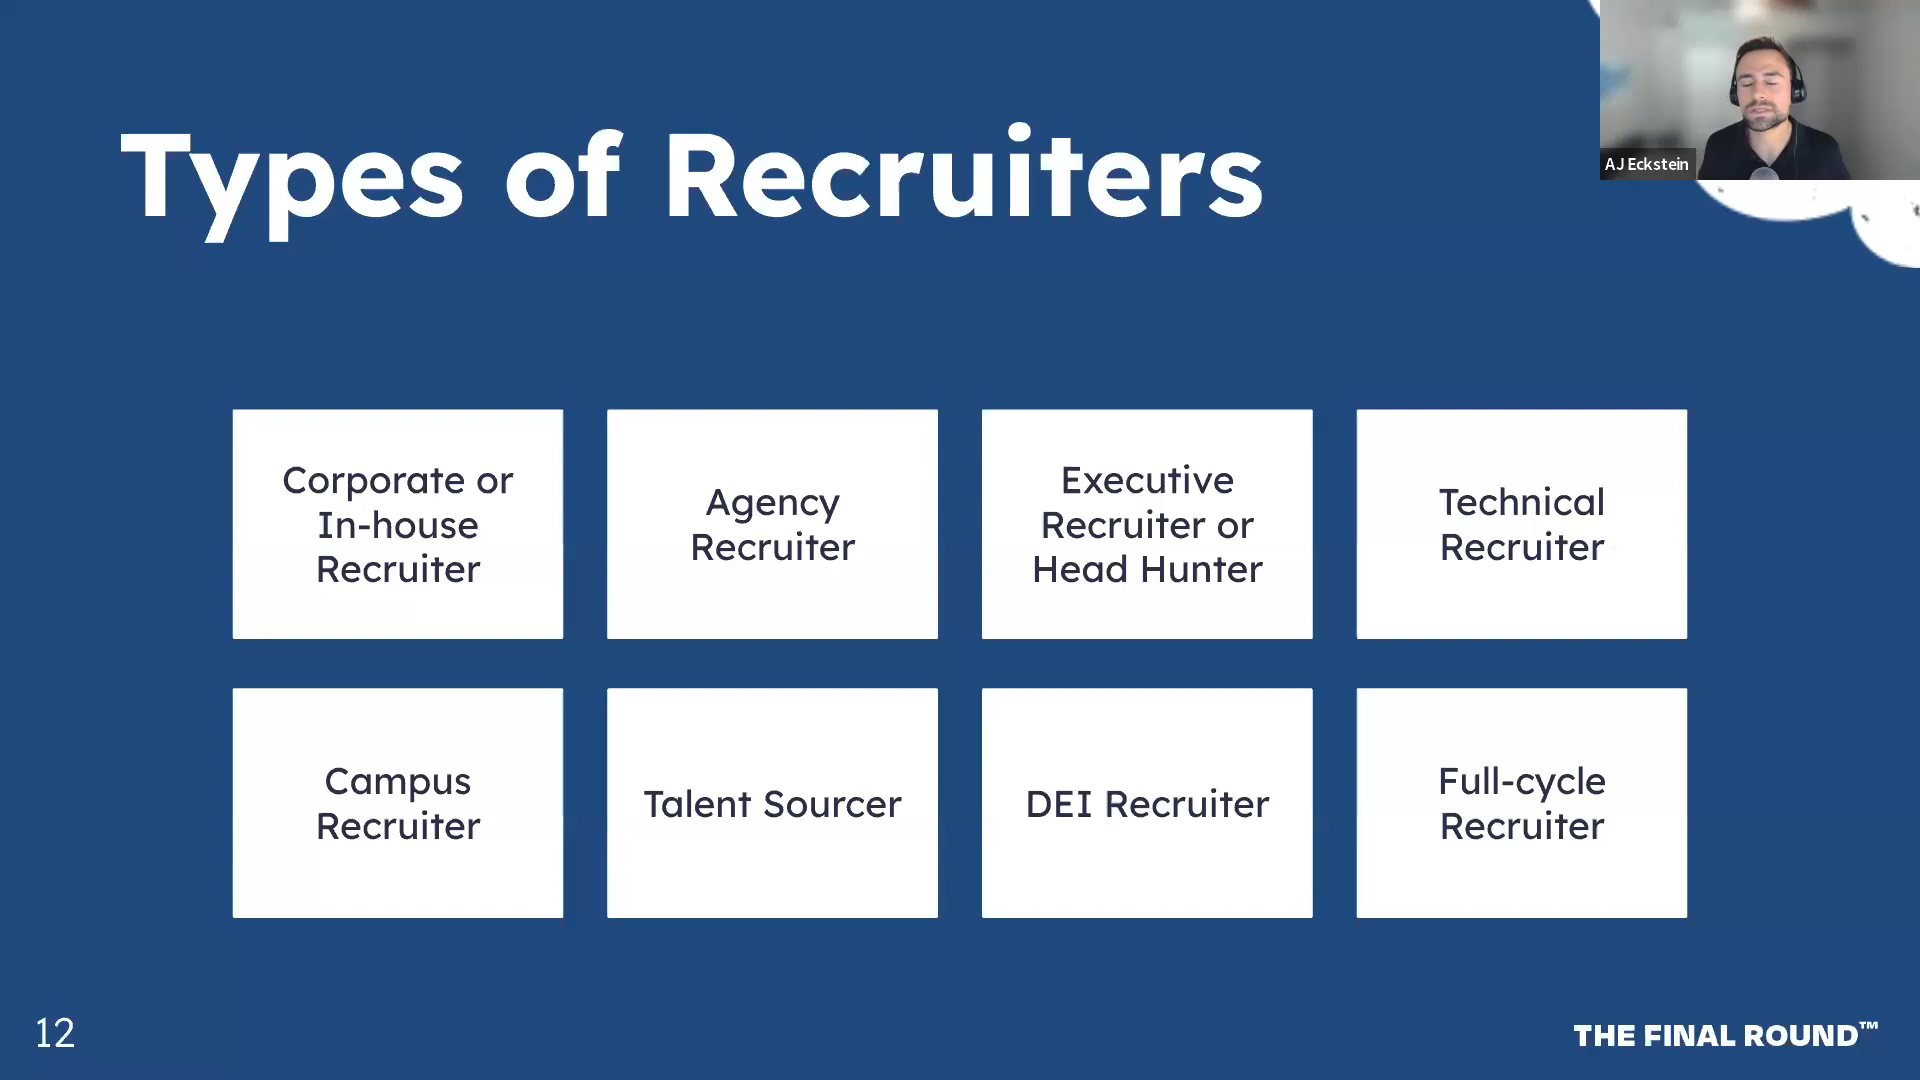 Types of Recruiters
AJ Eckstein
Corporate or
In-house
Recruiter
Agency
Recruiter
Executive
Recruiter or
Head Hunter
Technical
Recruiter
Campus
Recruiter
Talent Sourcer
DEI Recruiter
Full-cycle
Recruiter
12
THE FINAL ROUND™